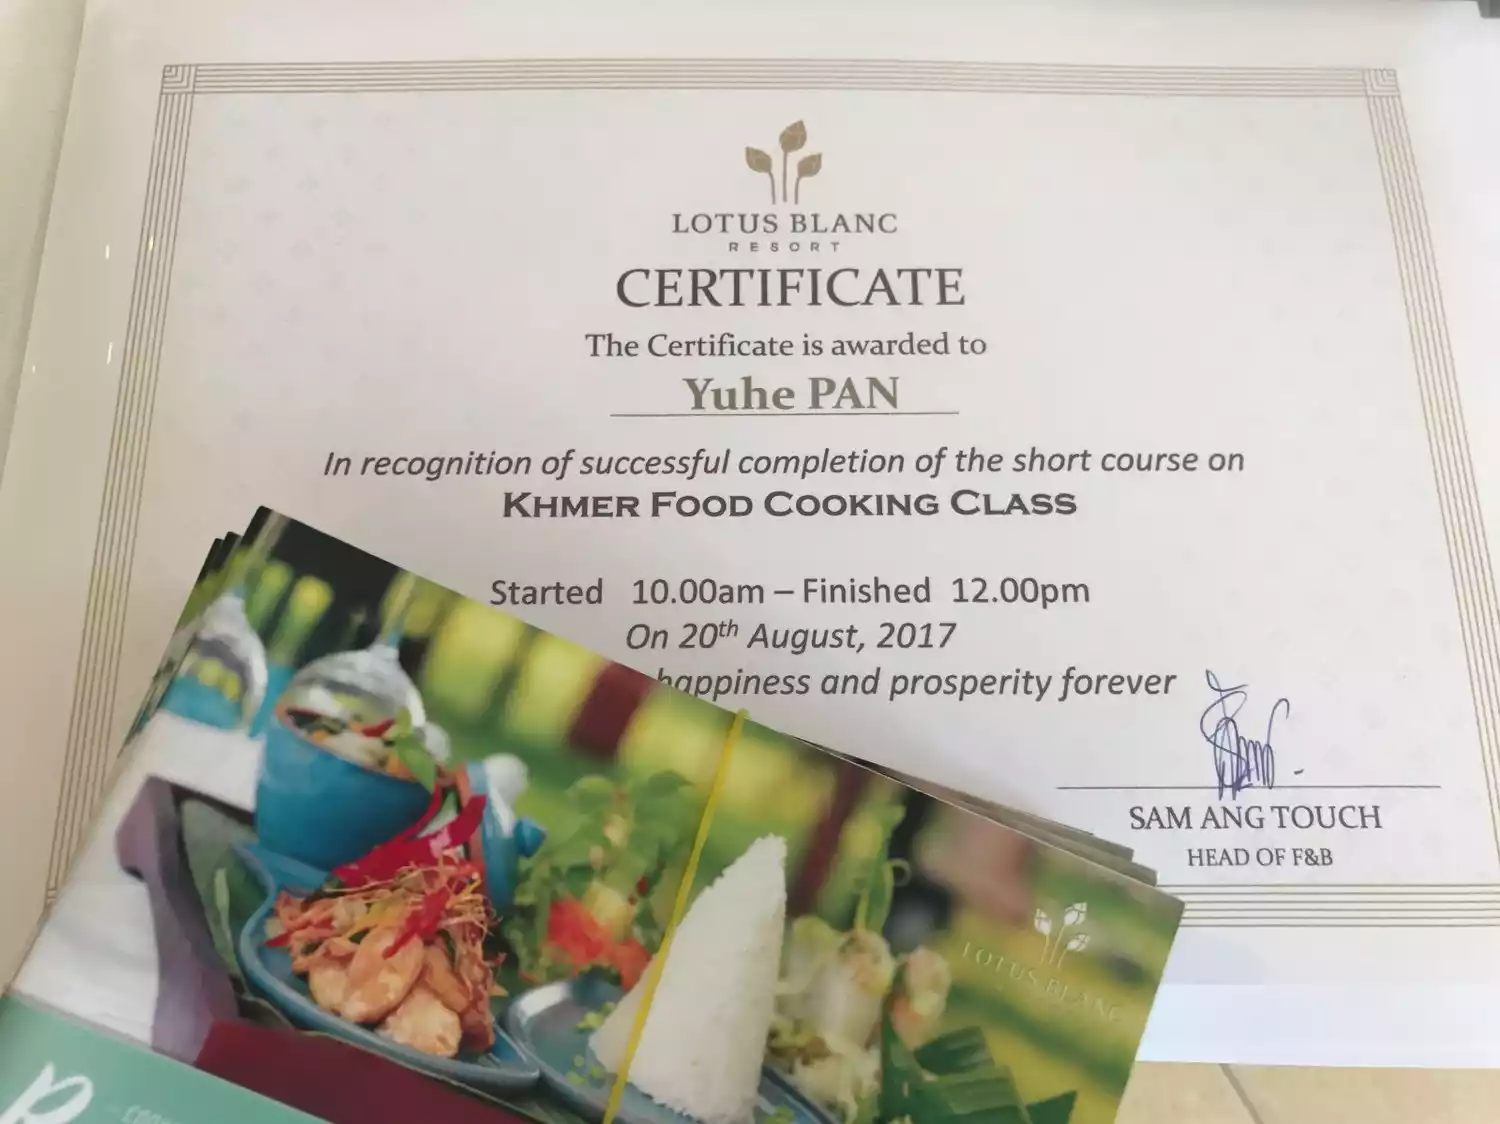 LOTUS BLANC
RESORT
CERTIFICATE
The Certificate is awarded to
Yuhe PAN
In recognition of successful completion of the short course on
KHMER FOOD COOKING CLASS
Started 10.00am – Finished 12.00pm
On 20th August, 2017
happiness and prosperity forever
SAM ANG TOUCH
HEAD OF F&B
LOTUS BLANC